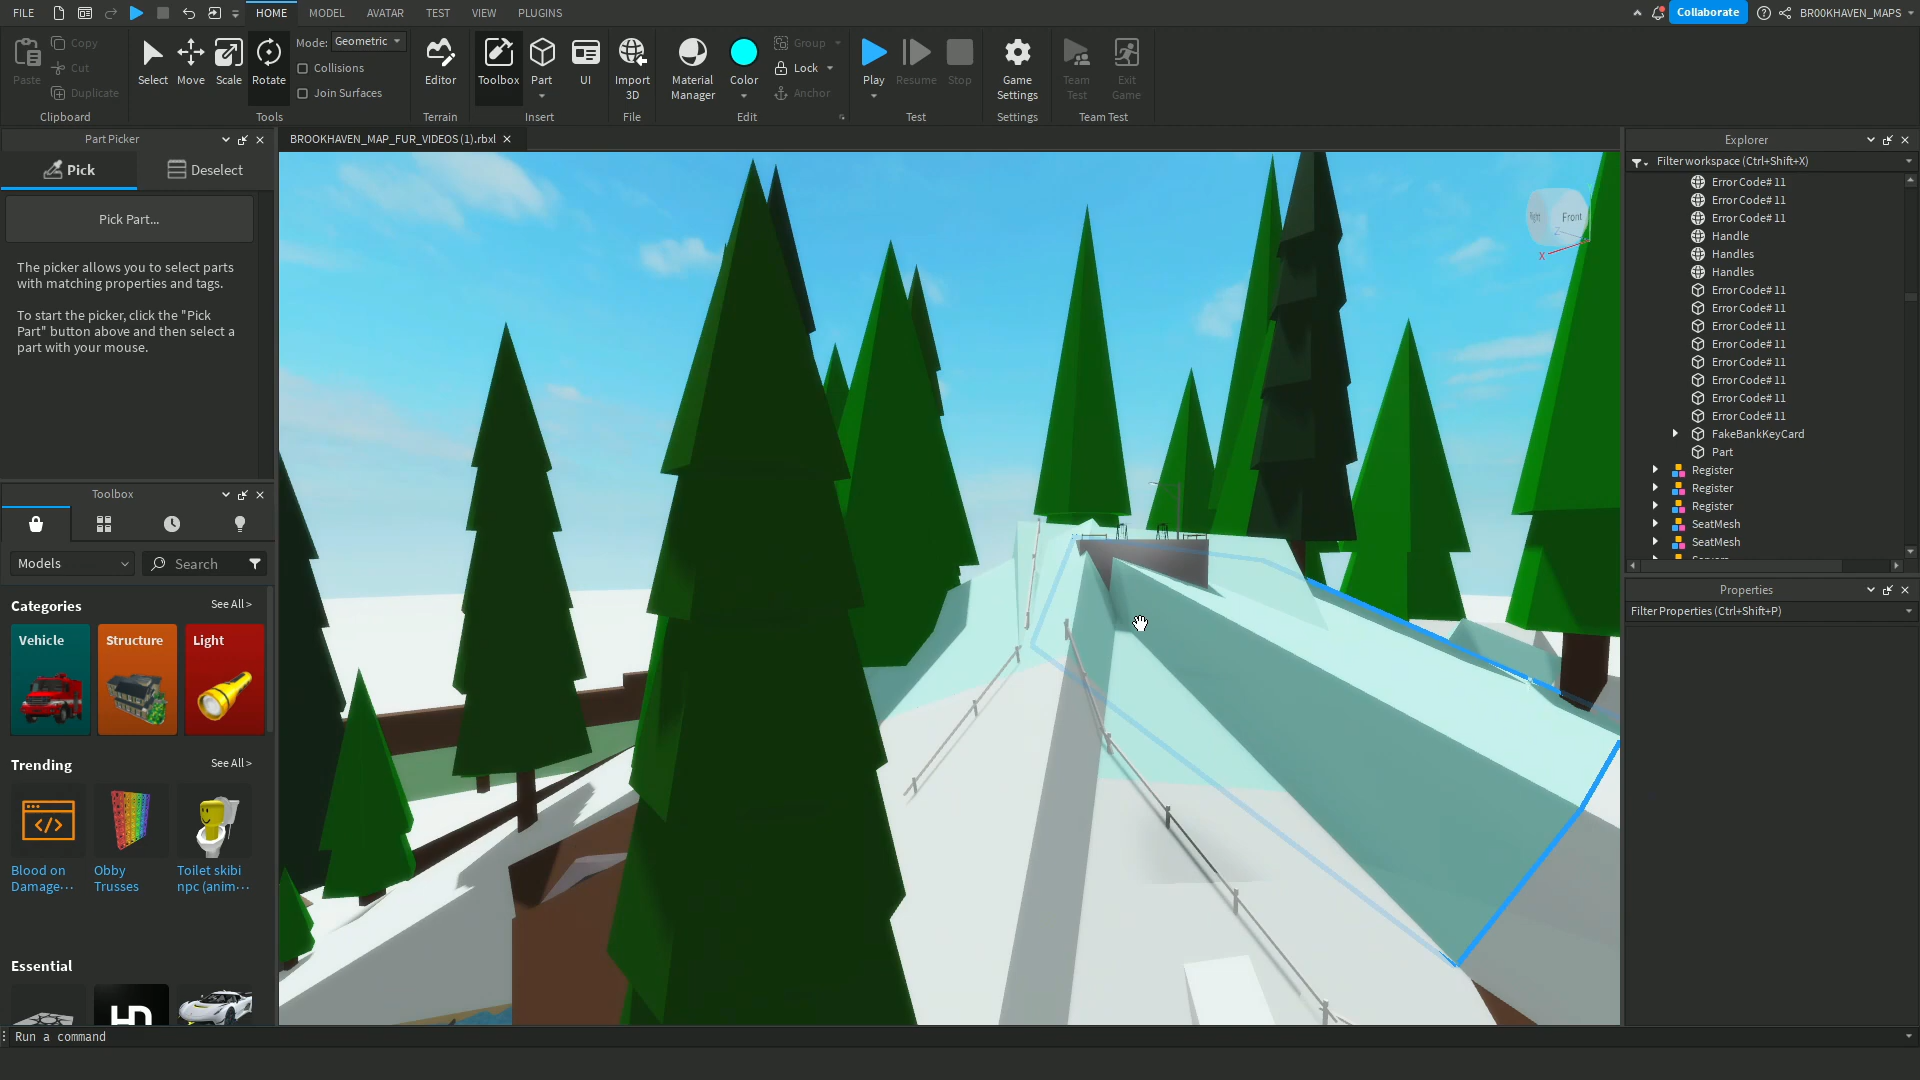 FILE
HOME
MODEL
AVATAR
TEST
VIEW
PLUGINS
Collaborate
BR00KHAVEN_MAPS
Paste
Copy
Cut
Duplicate
Clipboard
Select
Move
Scale
Rotate
Mode: Geometric
Collisions
Join Surfaces
Tools
Editor
Terrain
Toolbox
Part
UI
Insert
Import
3D
File
Material
Manager
Color
Group
Lock
Anchor
Edit
Play
Resume
Stop
Test
Game
Settings
Settings
Team
Test
Exit
Game
Team Test
Part Picker
Pick
Deselect
Pick Part...
The picker allows you to select parts
with matching properties and tags.
To start the picker, click the "Pick
Part" button above and then select a
part with your mouse.
Toolbox
Models
Search
Categories
See All >
Vehicle
Structure
Light
Trending
See All >
Blood on
Damage···
Obby
Trusses
Toilet skibi
npc (anim···
Essential
HD
BROOKHAVEN_MAP_FUR_VIDEOS (1).rbxl
Right
Front
Z
X
Explorer
Filter workspace (Ctrl+Shift+X)
Error Code# 11
Error Code# 11
Error Code# 11
Handle
Handles
Handles
Error Code# 11
Error Code# 11
Error Code# 11
Error Code# 11
Error Code# 11
Error Code# 11
Error Code# 11
Error Code# 11
FakeBankKeyCard
Part
Register
Register
Register
SeatMesh
SeatMesh
Properties
Filter Properties (Ctrl+Shift+P)
Run a command